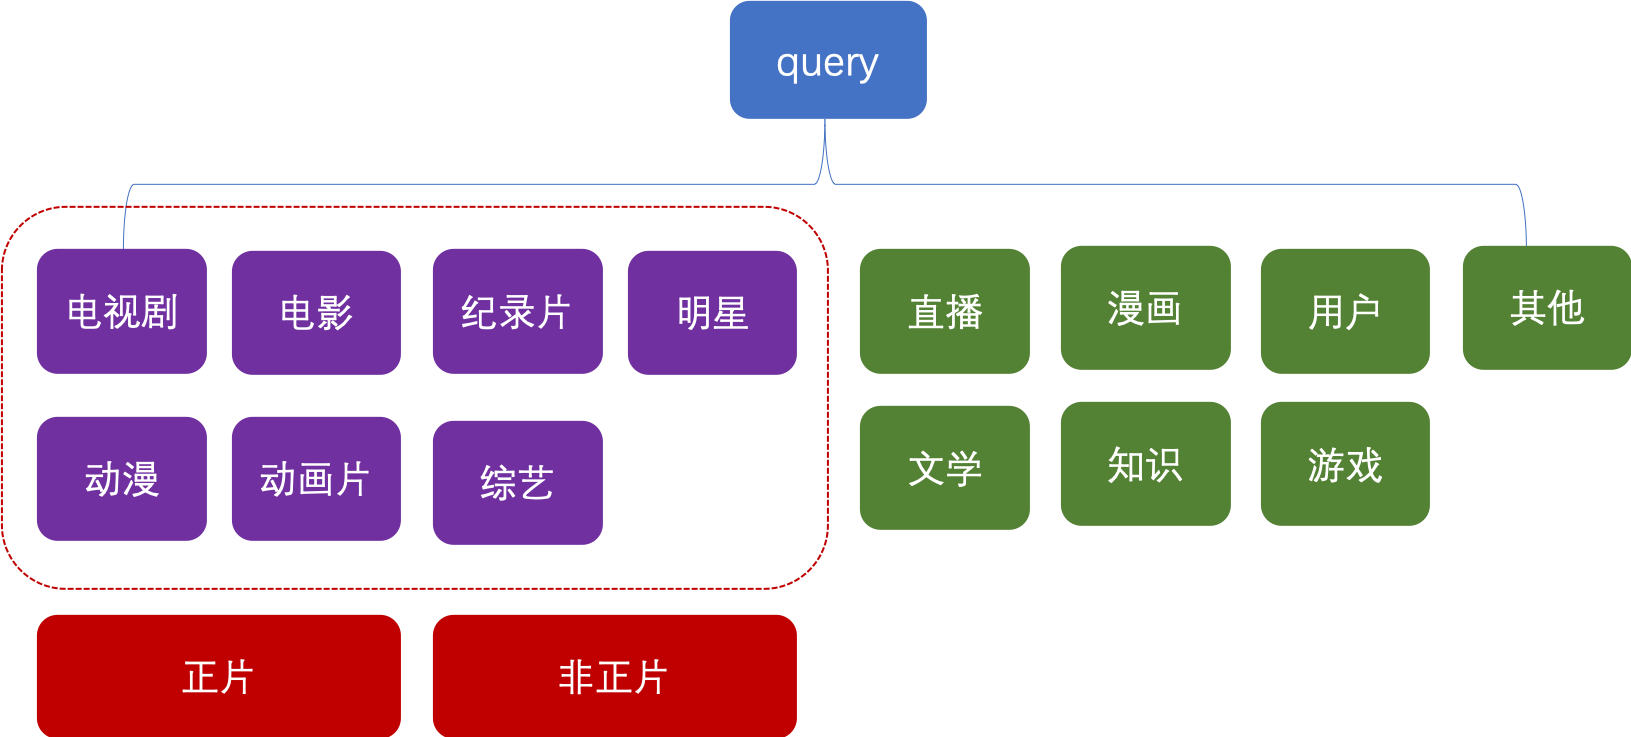 query
电视剧
电影
纪录片
明星
直播
漫画
用户
其他
动漫
动画片
综艺
文学
知识
游戏
正片
非正片